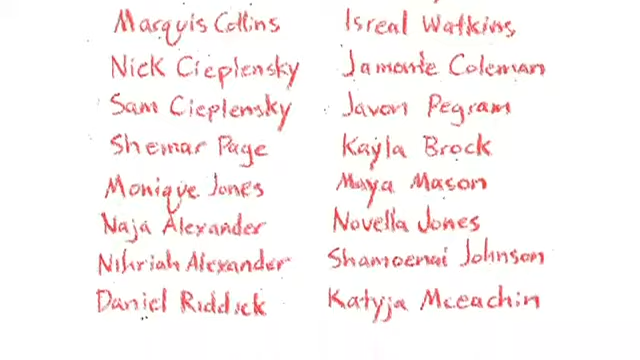 Marquis Collins
Nick Cieplensky
Sam Cieplensky
Shemar Page
Monique Jones
Naja Alexander
Nihriah Alexander
Daniel Riddick
Isreal Watkins
Jamonte Coleman
Javon Pegram
Kayla Brock
Maya Mason
Novella Jones
Shamoenai Johnson
Katyja Mceachin